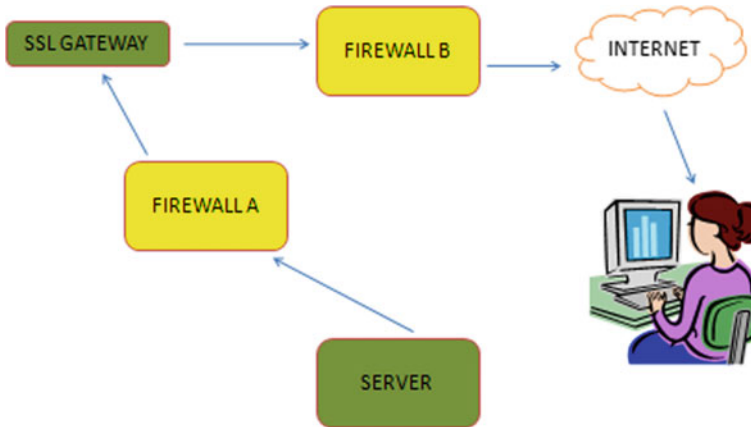 SSL GATEWAY
FIREWALL B
INTERNET
FIREWALL A
SERVER